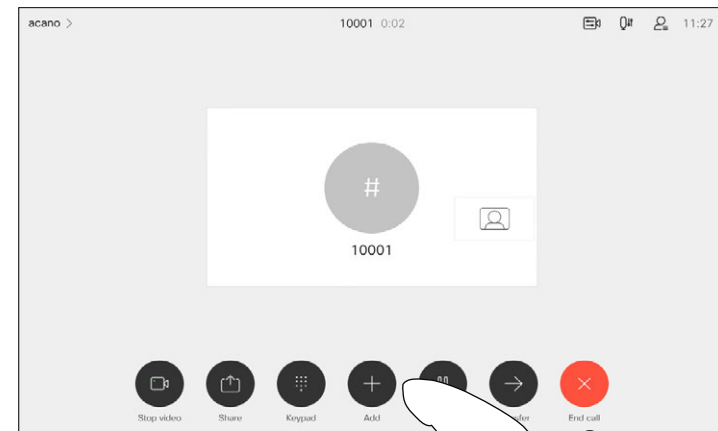 acano >
10001 0:02
11:27
#
10001
Stop video
Share
Keypad
Add
End call